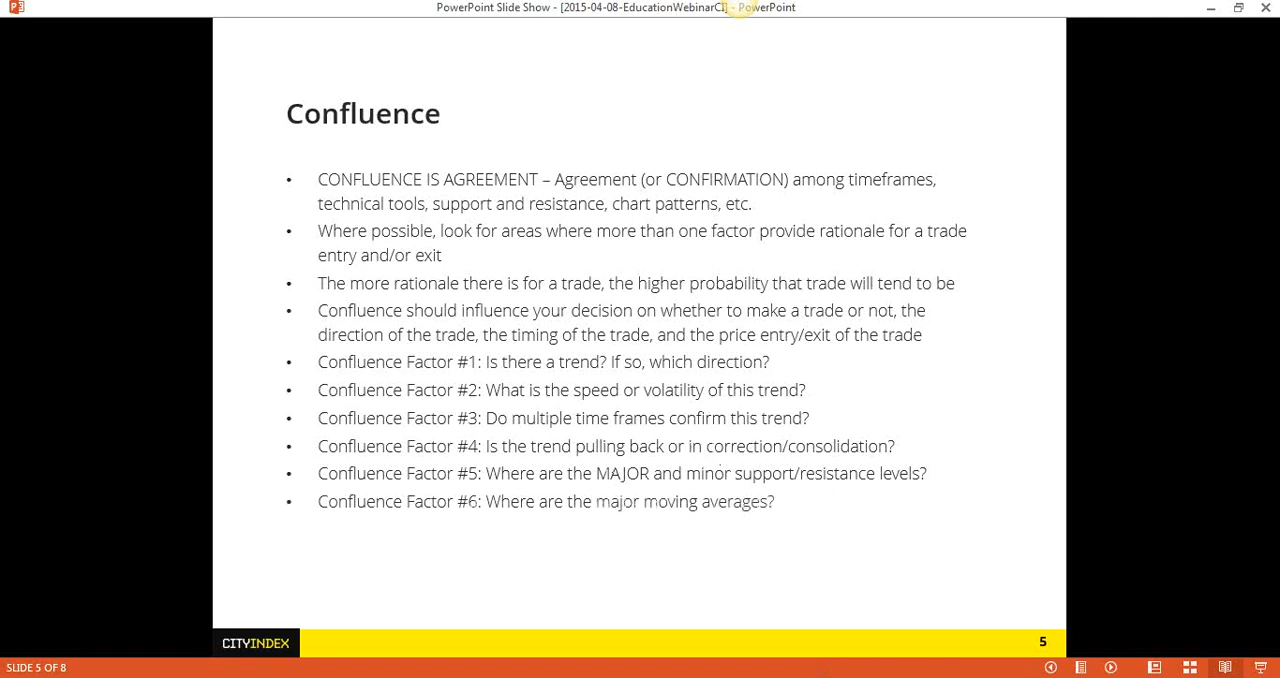 PowerPoint Slide Show - [2015-04-08-EducationWebinarCI] - PowerPoint
Confluence
• CONFLUENCE IS AGREEMENT – Agreement (or CONFIRMATION) among timeframes,
technical tools, support and resistance, chart patterns, etc.
• Where possible, look for areas where more than one factor provide rationale for a trade
entry and/or exit
• The more rationale there is for a trade, the higher probability that trade will tend to be
• Confluence should influence your decision on whether to make a trade or not, the
direction of the trade, the timing of the trade, and the price entry/exit of the trade
• Confluence Factor #1: Is there a trend? If so, which direction?
• Confluence Factor #2: What is the speed or volatility of this trend?
• Confluence Factor #3: Do multiple time frames confirm this trend?
• Confluence Factor #4: Is the trend pulling back or in correction/consolidation?
• Confluence Factor #5: Where are the MAJOR and minor support/resistance levels?
• Confluence Factor #6: Where are the major moving averages?
CITYINDEX
5
SLIDE 5 OF 8